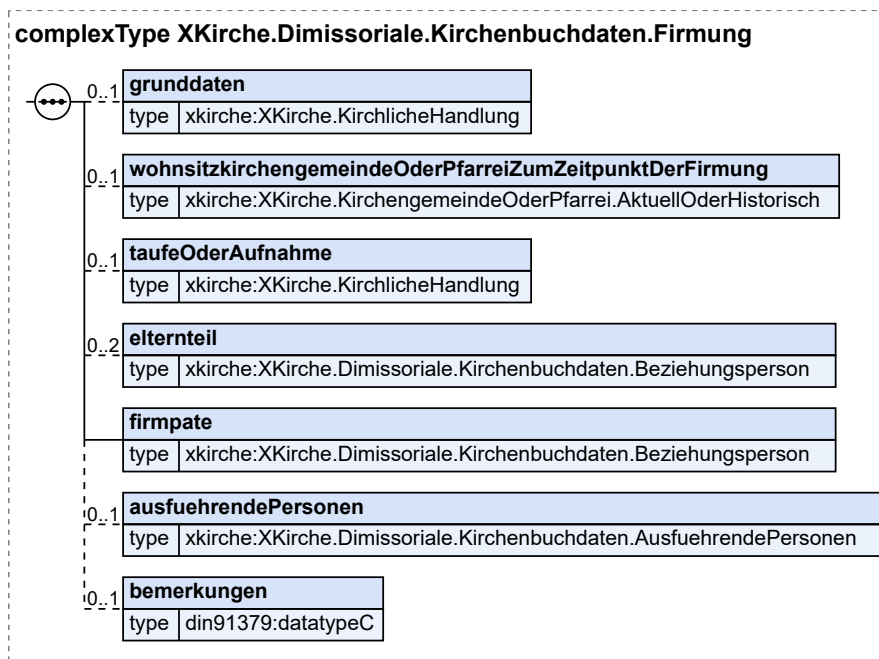 complexType XKirche.Dimissoriale.Kirchenbuchdaten.Firmung
0..1 grunddaten
type xkirche:XKirche.KirchlicheHandlung
0..1 wohnsitzkirchengemeindeOderPfarreiZumZeitpunktDerFirmung
type xkirche:XKirche.KirchengemeindeOderPfarrei.AktuellOderHistorisch
0..1 taufeOderAufnahme
type xkirche:XKirche.KirchlicheHandlung
0..2 elternteil
type xkirche:XKirche.Dimissoriale.Kirchenbuchdaten.Beziehungsperson
firmpate
type xkirche:XKirche.Dimissoriale.Kirchenbuchdaten.Beziehungsperson
0..1 ausfuehrendePersonen
type xkirche:XKirche.Dimissoriale.Kirchenbuchdaten.AusfuehrendePersonen
0..1 bemerkungen
type din91379:datatypeC